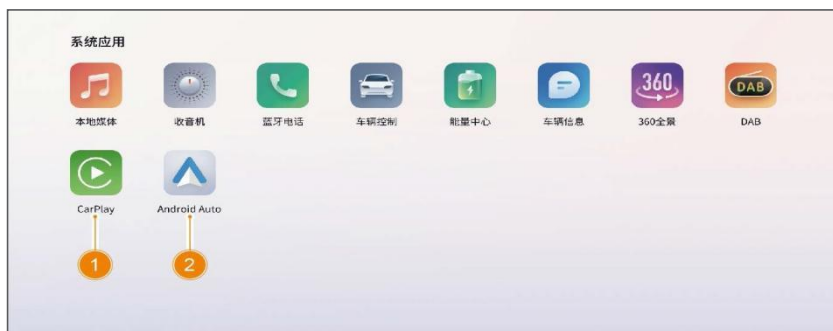 系统应用
360
DAB
本地媒体 收音机 蓝牙电话 车辆控制 能量中心 车辆信息 360全景 DAB
CarPlay Android Auto
1 2